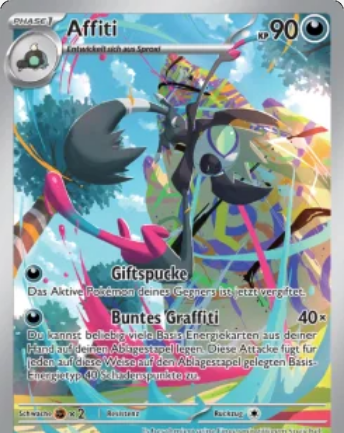 PHASE 1
Affiti
KP 90
Entwickelt sich aus Sproxi
Giftspucke
Das Aktive Pokémon deines Gegners ist jetzt vergiftet.
Buntes Graffiti 40×
Du kannst beliebig viele Basis-Energiekarten aus deiner
Hand auf deinen Ablagestapel legen. Diese Attacke fügt für
jeden auf diese Weise auf den Ablagestapel gelegten Basis-
Energietyp 40 Schadenspunkte zu.
Schwäche ×2 Resistenz Rückzug